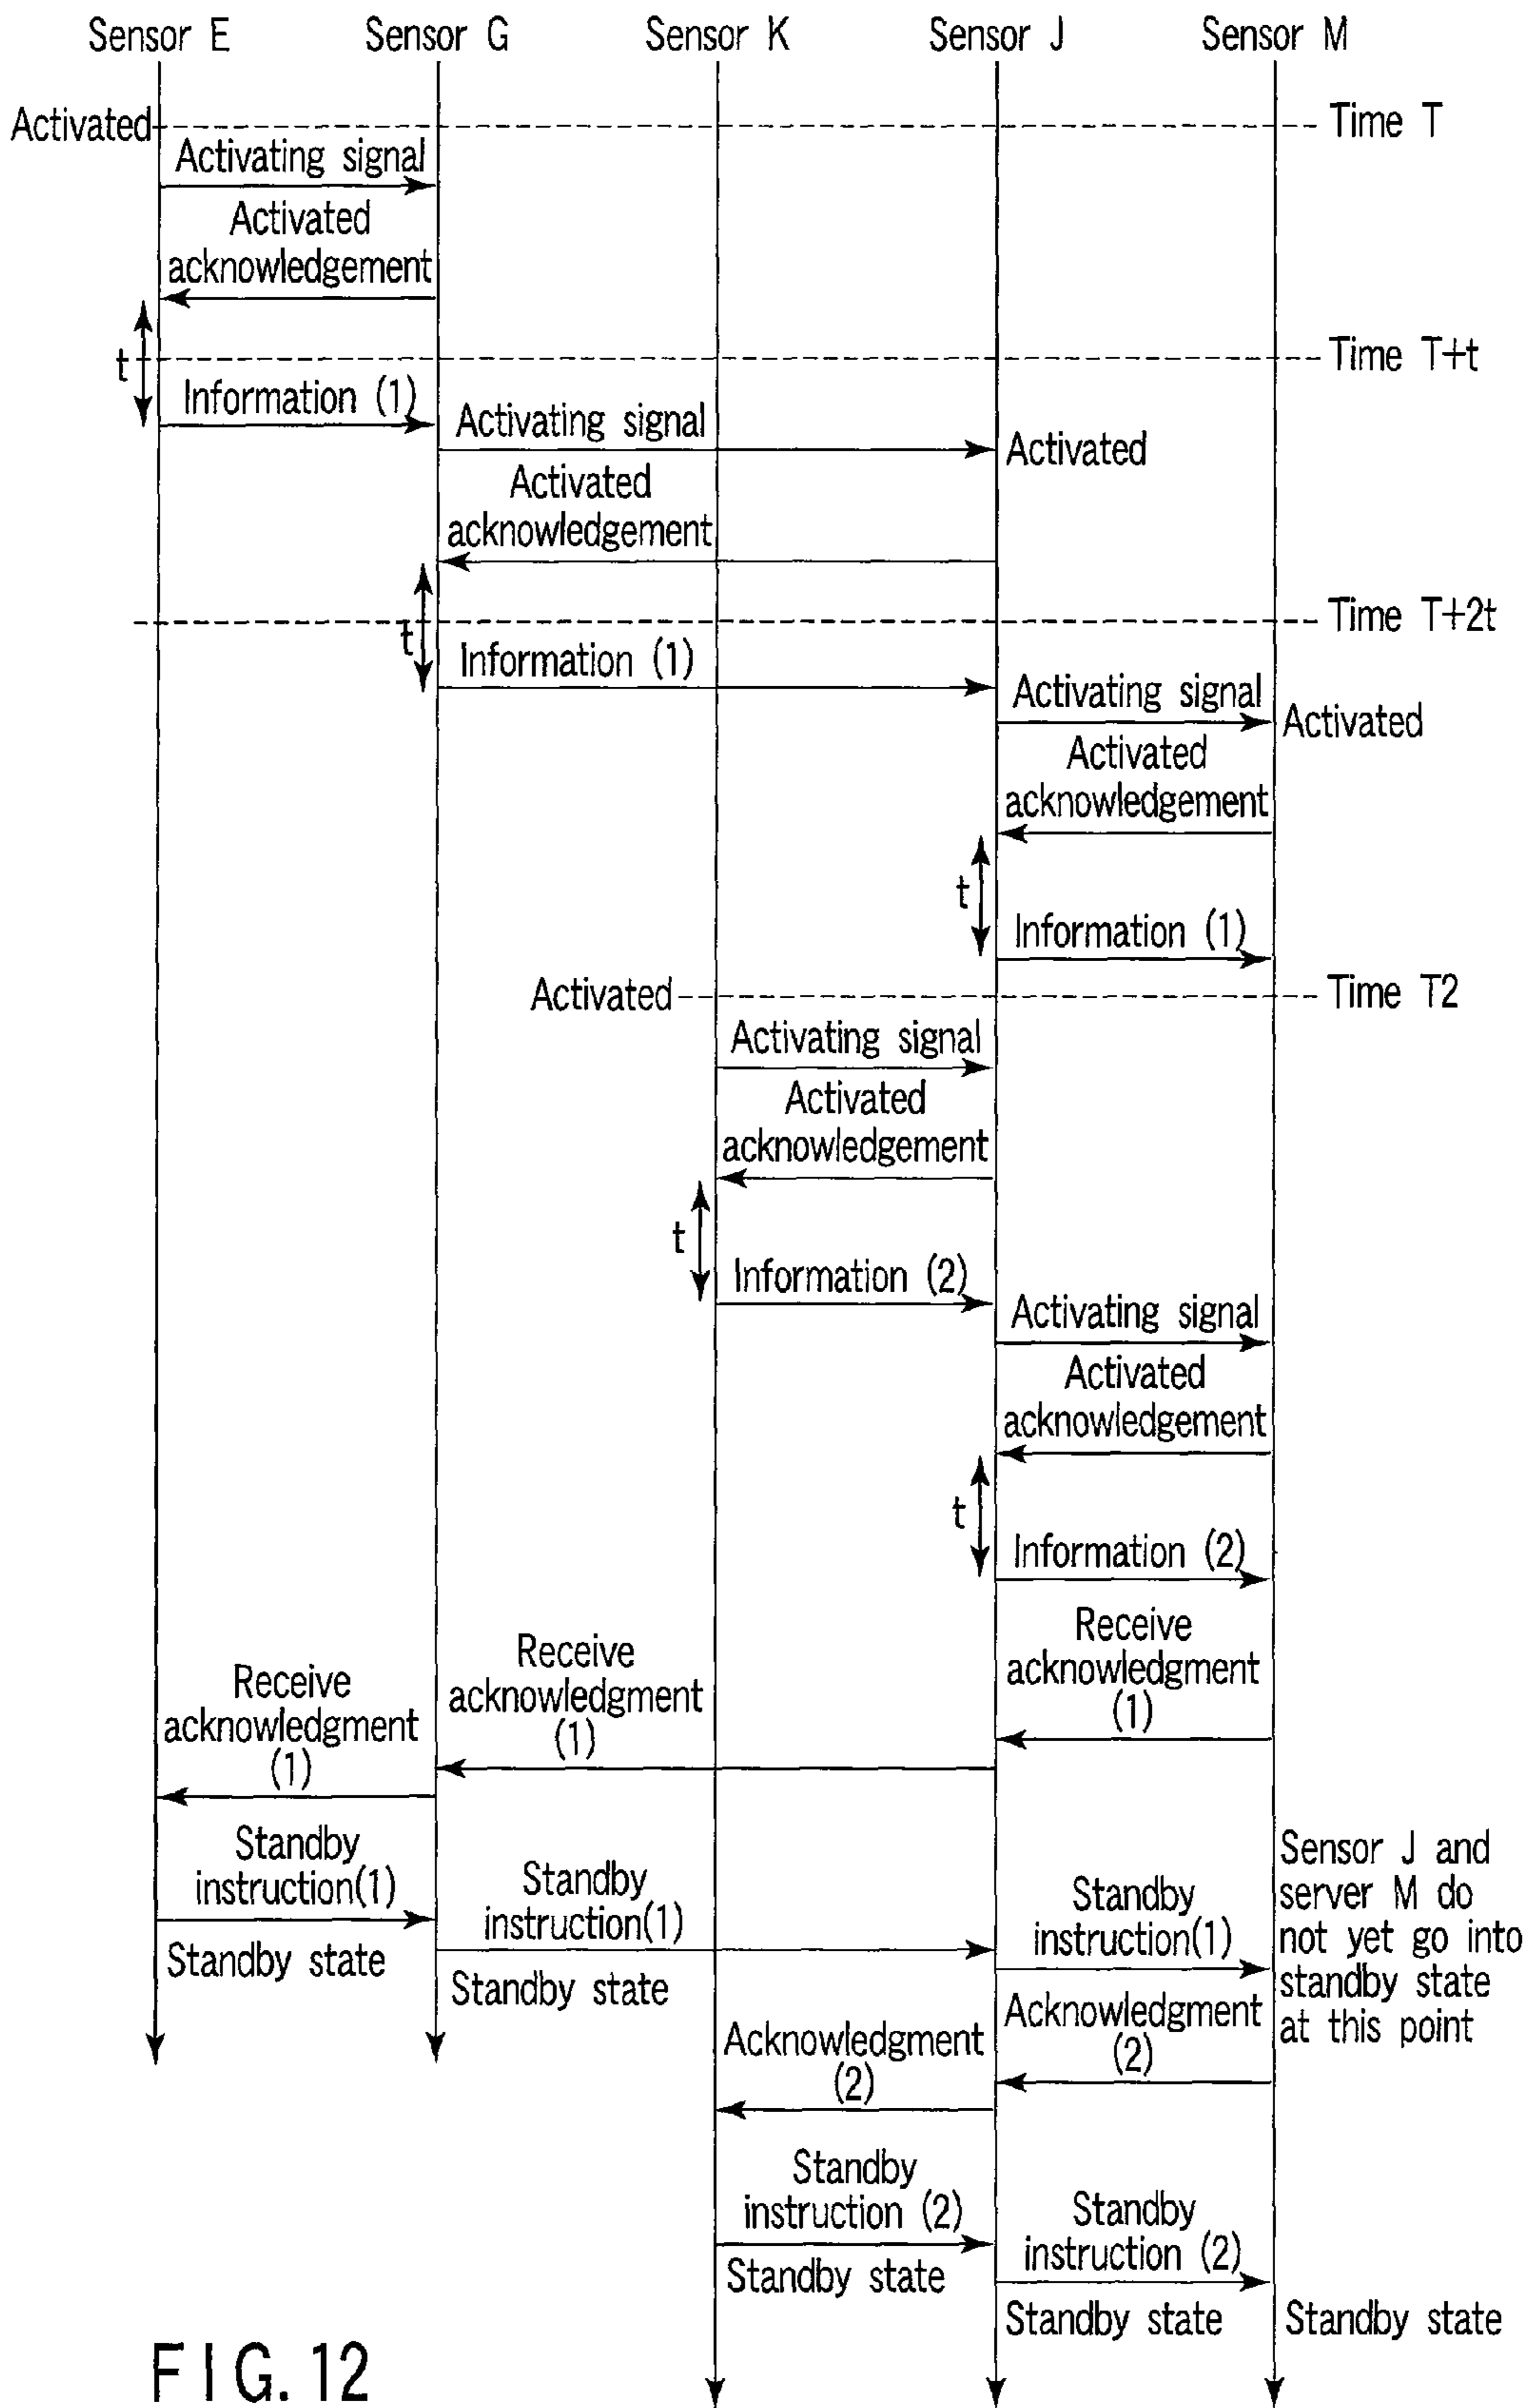 Sensor E Sensor G Sensor K Sensor J Sensor M
Activated
Time T
Activating signal
Activated
acknowledgement
t
Time T+t
Information (1)
Activating signal
Activated
Activated
acknowledgement
t
Time T+2t
Information (1)
Activating signal
Activated
Activated
acknowledgement
t
Information (1)
Activated
Time T2
Activating signal
Activated
acknowledgement
t
Information (2)
Activating signal
Activated
acknowledgement
t
Information (2)
Receive
acknowledgment
(1)
Receive
acknowledgment
(1)
Receive
acknowledgment
(1)
Standby
instruction(1)
Standby state
Standby
instruction(1)
Standby state
Standby
instruction(1)
Sensor J and
server M do
not yet go into
standby state
at this point
Acknowledgment
(2)
Acknowledgment
(2)
Standby
instruction (2)
Standby state
Standby
instruction (2)
Standby state
Standby state
FIG. 12